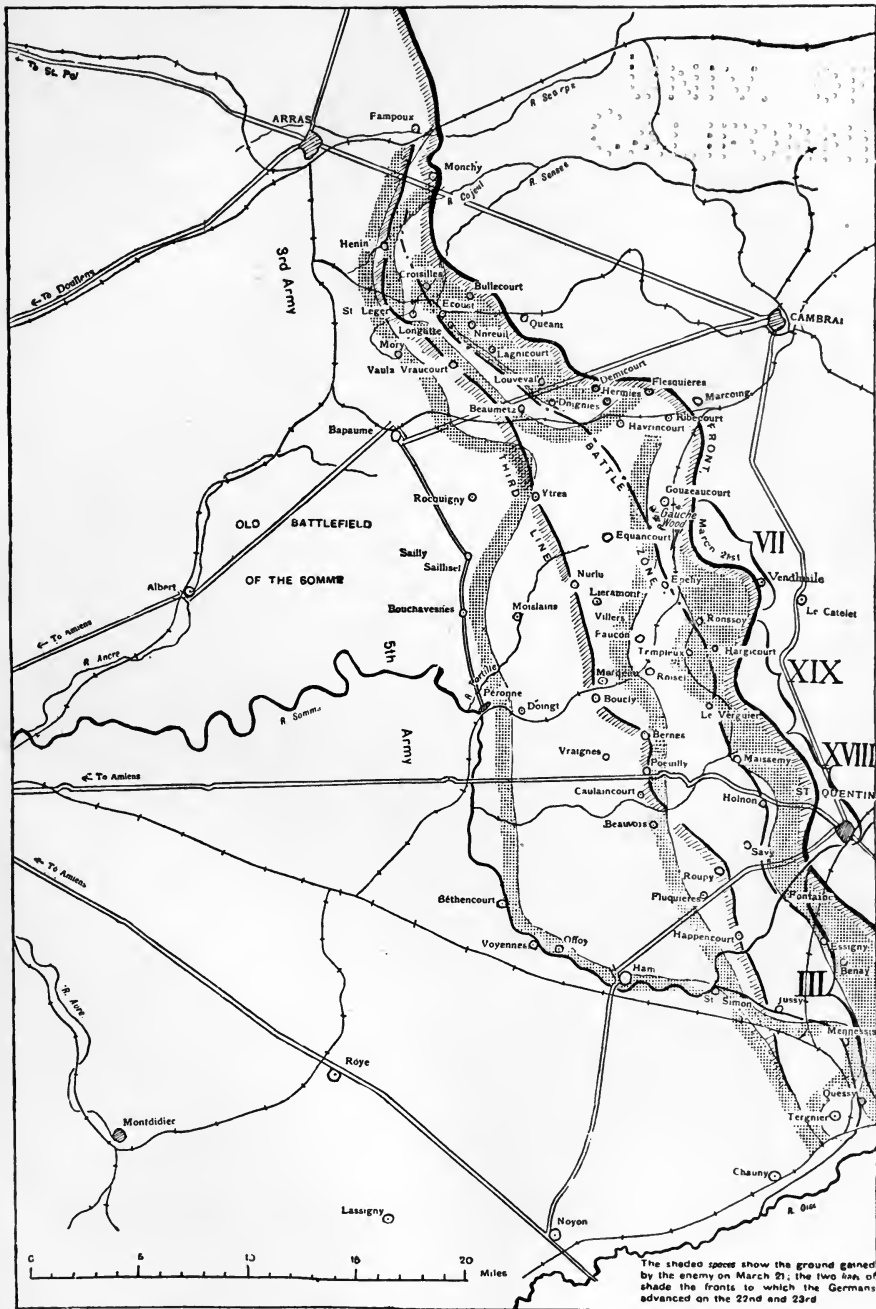 ← To St. Pol
ARRAS
Fampoux
R Scarpe
Monchy
R. Cojeul
R. Sensee
← To Doullens
3rd Army
Henin
Croisilles
Bullecourt
St Leger
Ecoust
Queant
CAMBRAI
Longatte
Noreuil
Mory
Lagnicourt
Vaulx Vraucourt
Louveval
Demicourt
Flesquières
Hermies
Marcoing
Beaumetz
Doignies
Ribecourt
Havrincourt
Bapaume
FRONT,
March 21st
THIRD
LINE
BATTLE
ZONE
Rocquigny
Ytres
Gouzeaucourt
Gauche
Wood
OLD BATTLEFIELD
OF THE SOMME
Equancourt
VII
Sailly
Saillisel
Albert
Nurlu
Epehy
Vendhuile
Lieramont
Le Catelet
Bouchavesnes
Moislains
Villers
Faucon
Ronssoy
← To Amiens
R. Ancre
5th
Army
Templeux
Hargicourt
XIX
Roisel
R. Tortille
Péronne
R Somme
Doingt
Boucly
Le Verguier
Bernes
XVIII
Vraignes
Maissemy
← To Amiens
Poeuilly
ST QUENTIN
Caulaincourt
Holnon
Beauvois
Savy
← To Amiens
Roupy
Béthencourt
Fluquières
Fontaine
Voyennes
Offoy
Happencourt
Essigny
Benay
Ham
III
R. Avre
St Simon
Jussy
Mennessis
Roye
Quessy
Tergnier
Montdidier
Chauny
Lassigny
Noyon
R. Oise
0 5 10 15 20
Miles
The shaded spaces show the ground gained
by the enemy on March 21; the two lines of
shade the fronts to which the Germans
advanced on the 22nd and 23rd